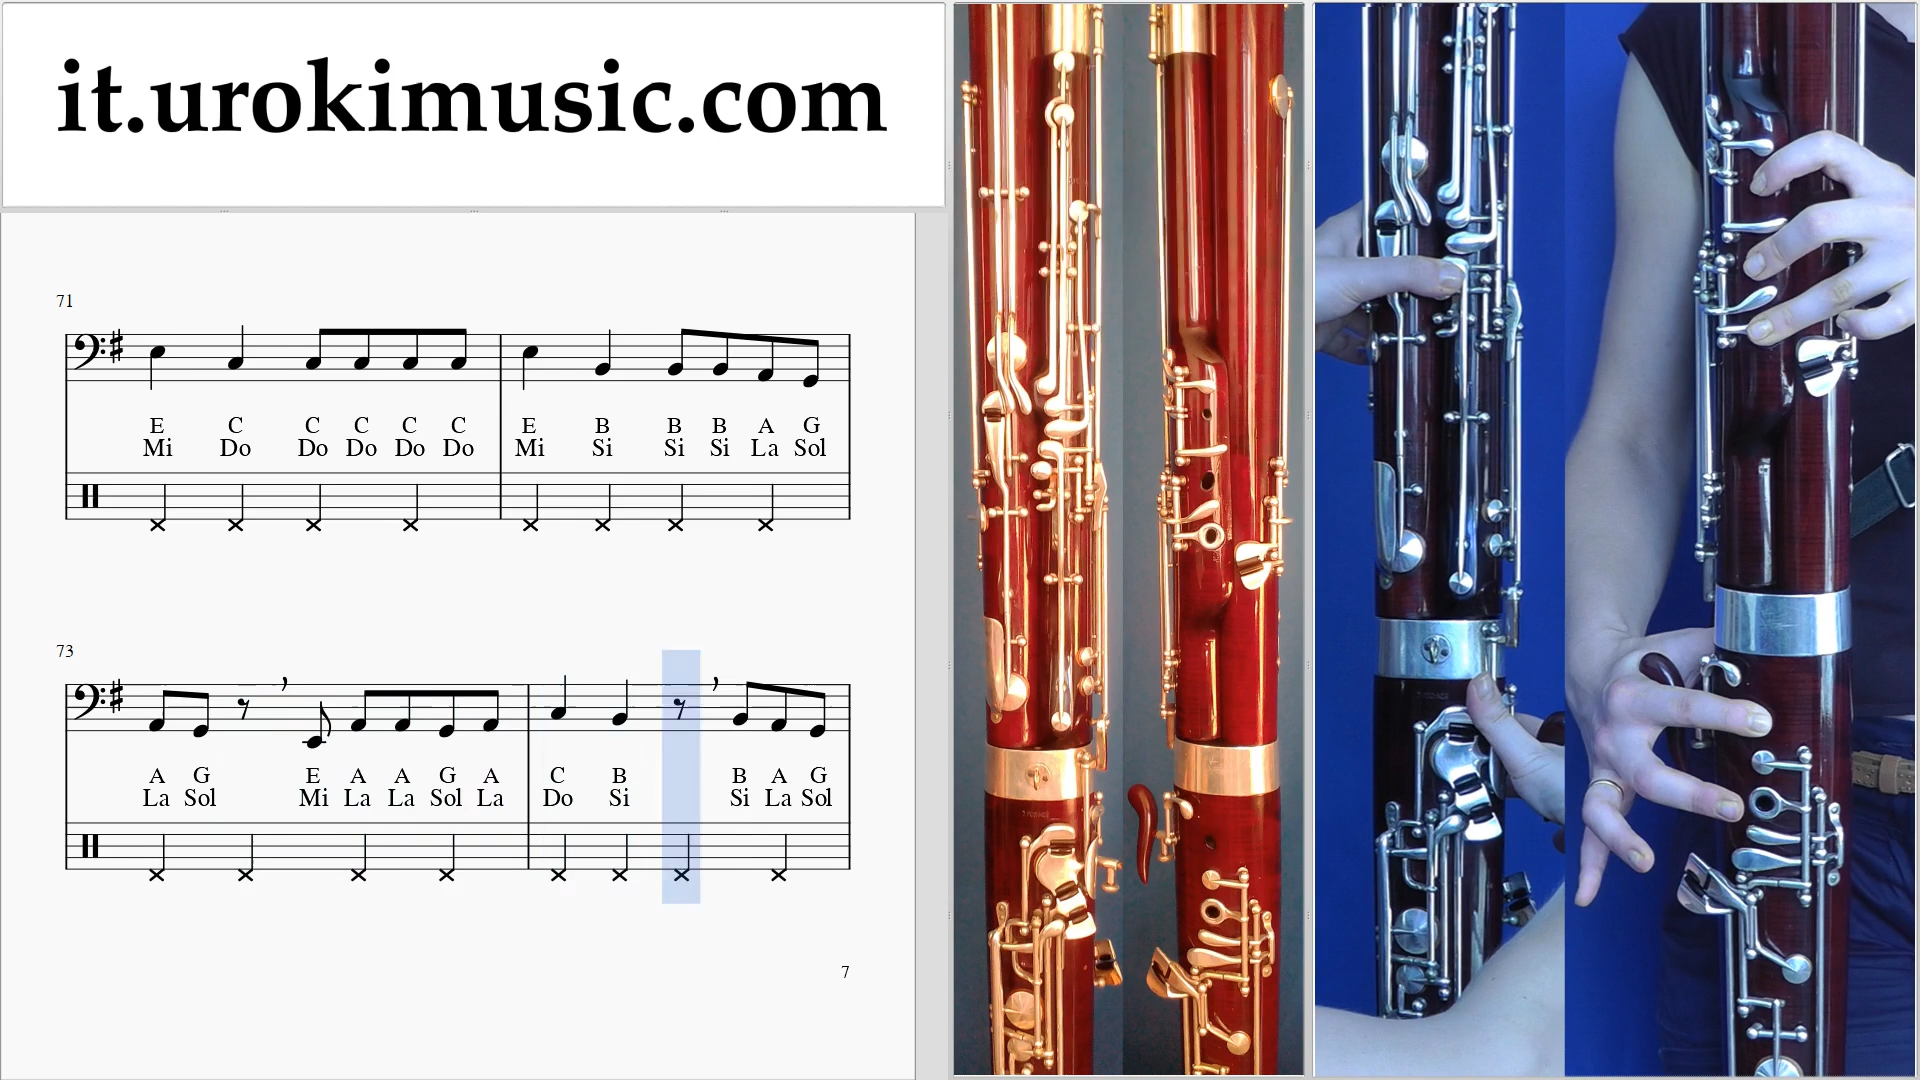 it.urokimusic.com
71
E C C C C C E B B B A G
Mi Do Do Do Do Do Mi Si Si Si La Sol
73
A G E A A G A C B B A G
La Sol Mi La La Sol La Do Si Si La Sol
7